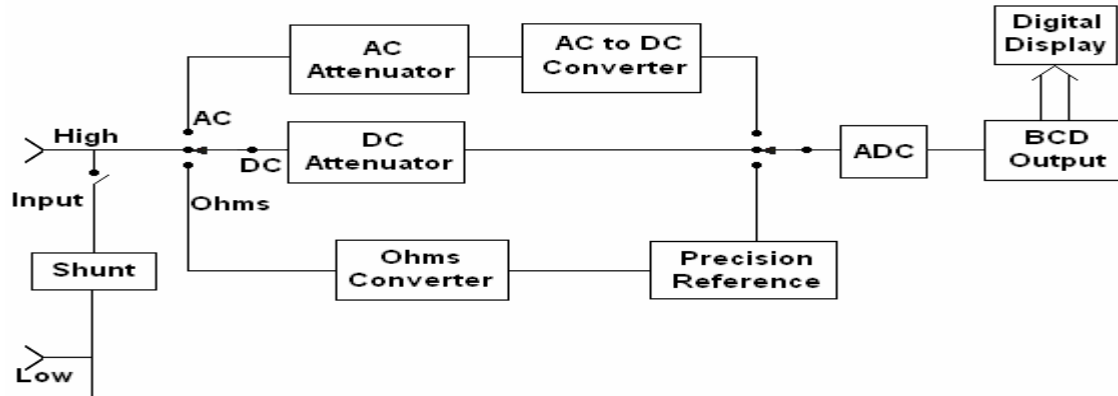 Digital
Display
AC
Attenuator
AC to DC
Converter
AC
High
DC
DC
Attenuator
ADC
BCD
Output
Input
Ohms
Shunt
Ohms
Converter
Precision
Reference
Low